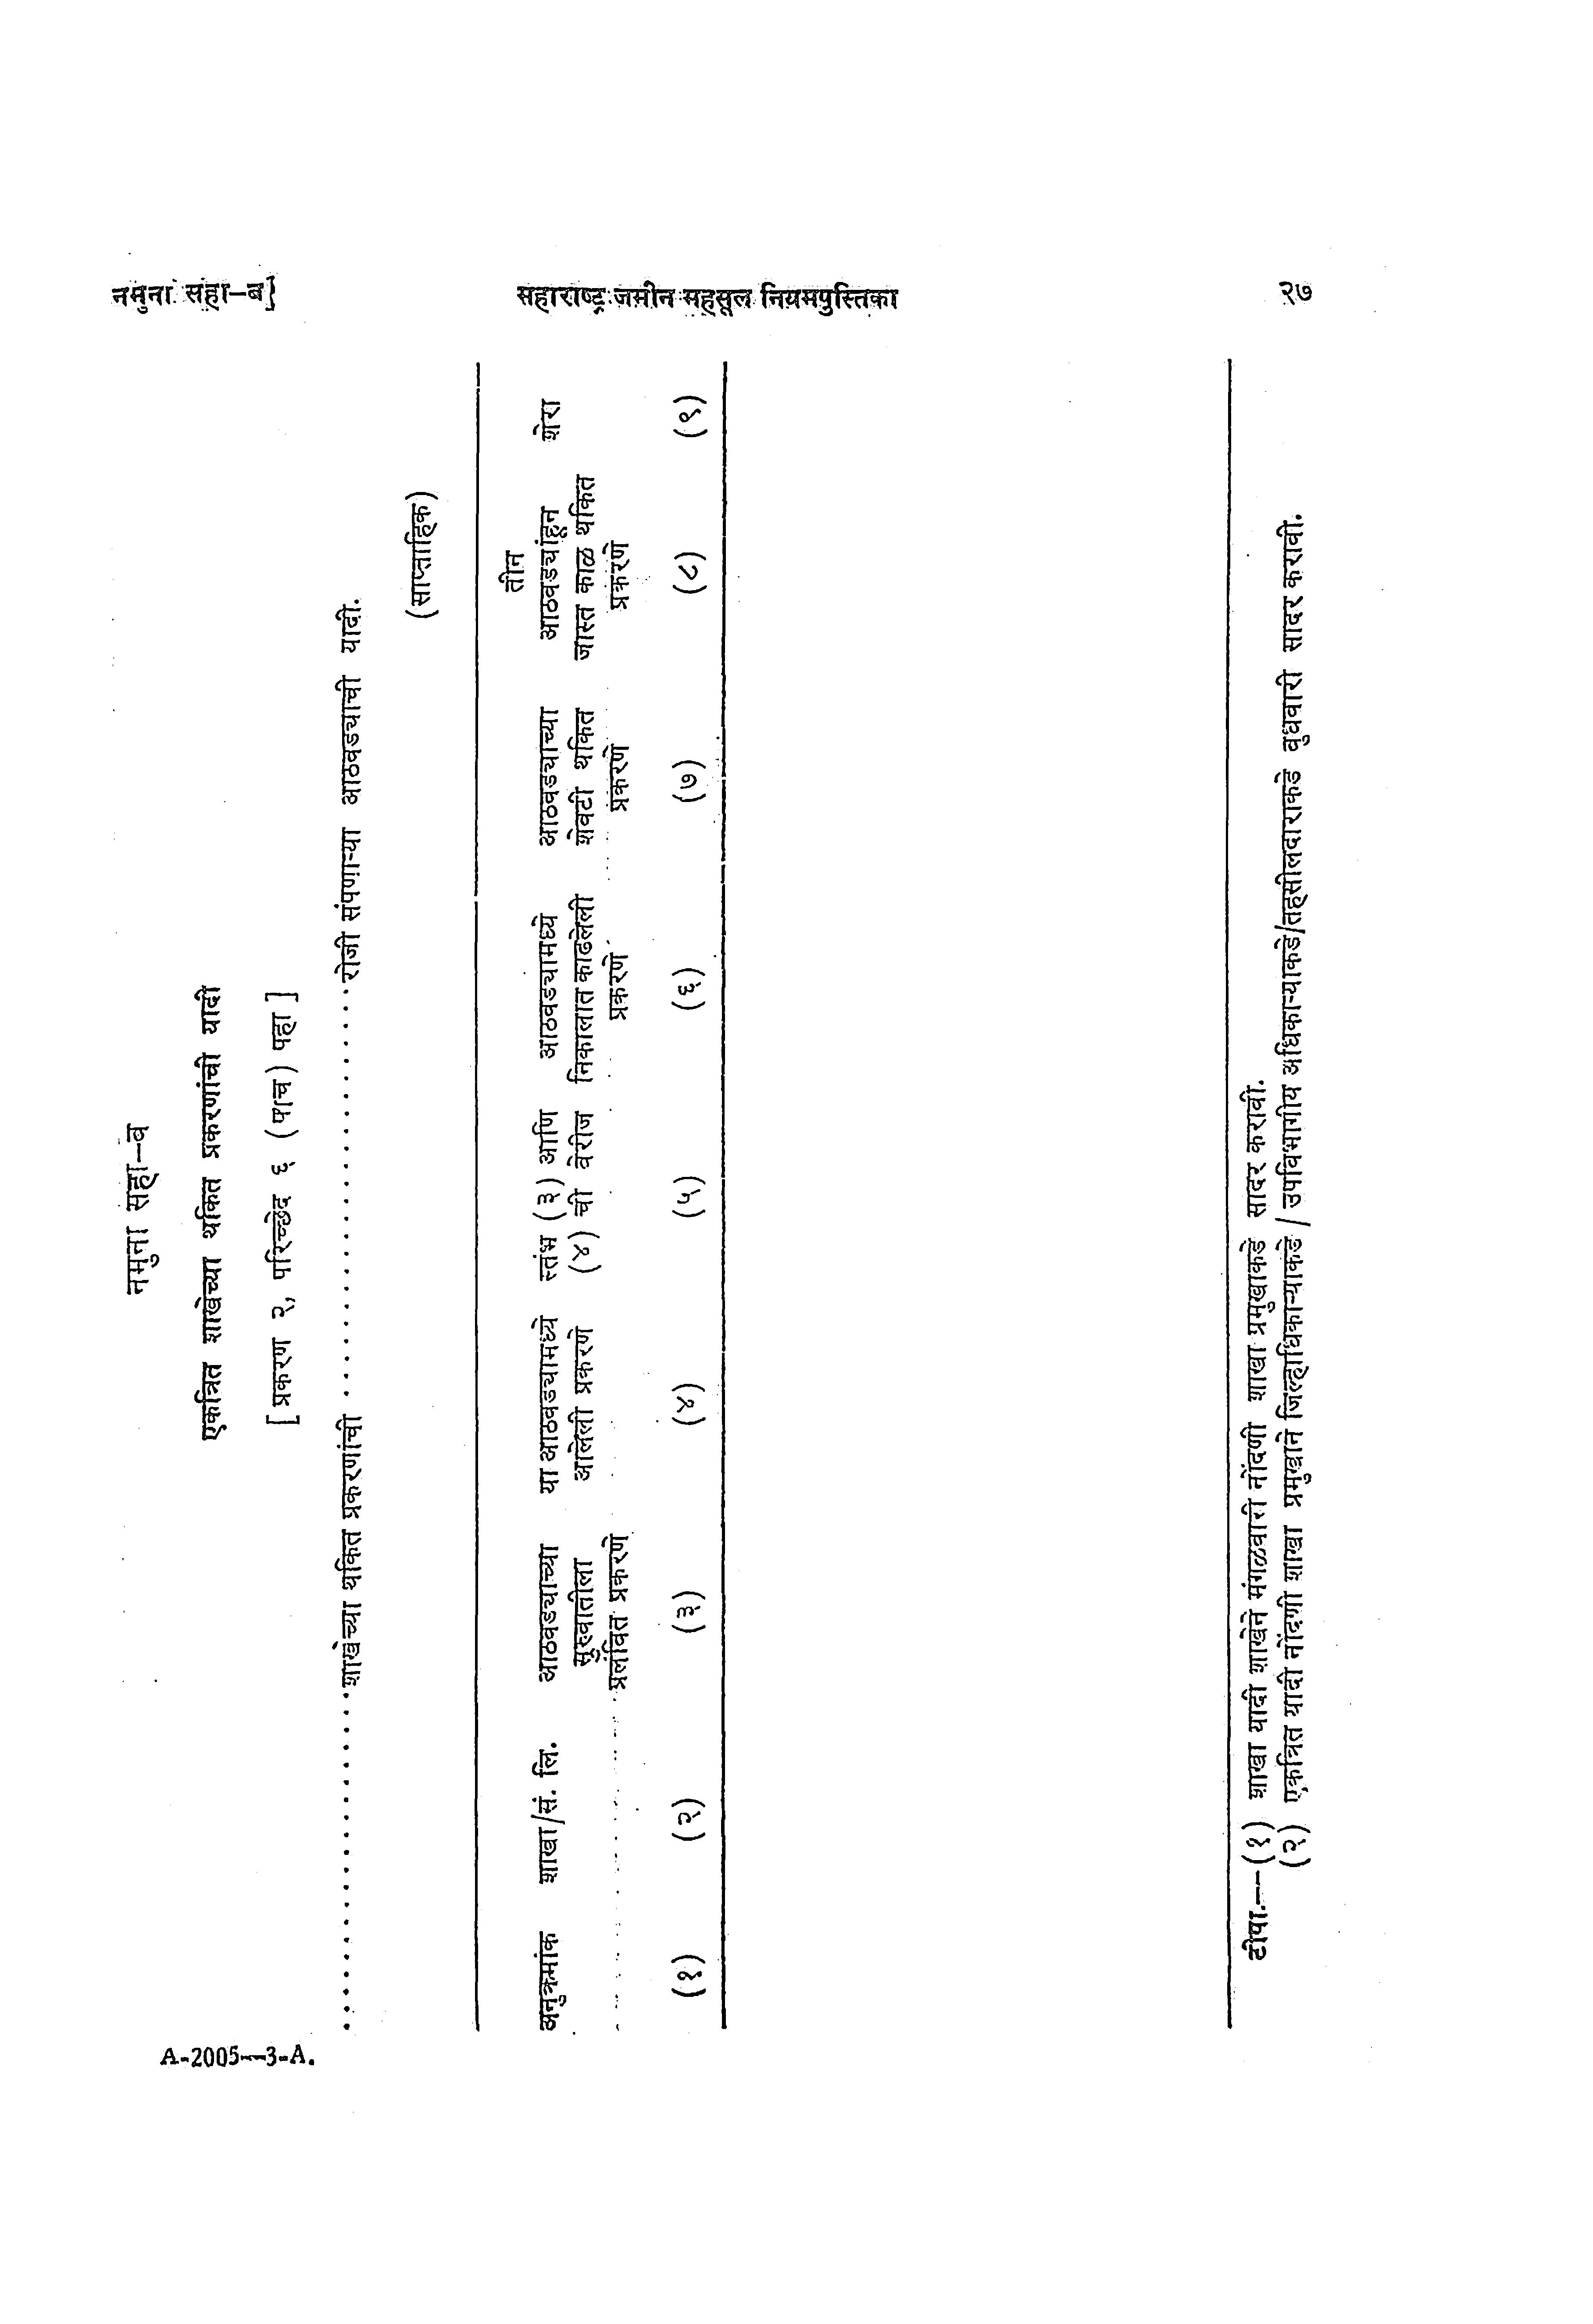 नमुना सहा-ब]
महाराष्ट्र जमीन महसूल नियमपुस्तिका
२७
नमुना सहा-ब
एकत्रित शाखेच्या थकित प्रकरणांची यादी
[ प्रकरण २, परिच्छेद ६ (पाच) पहा ]
............................शाखेच्या थकित प्रकरणांची ............................रोजी संपणाऱ्या आठवड्याची यादी.
(साप्ताहिक)
अनुक्रमांक
शाखा/सं. लि.
आठवड्याच्या
सुरुवातीला
प्रलंबित प्रकरणे
या आठवड्यामध्ये
आलेली प्रकरणे
स्तंभ (३) आणि
(४) ची बेरीज
आठवड्यामध्ये
निकालात काढलेली
प्रकरणे
आठवड्याच्या
शेवटी थकित
प्रकरणे
तीन
आठवड्यांहून
जास्त काळ थकित
प्रकरणे
शेरा
(१) (२) (३) (४) (५) (६) (७) (८) (९)
टीपा.--(१) शाखा यादी शाखेने मंगळवारी नोंदणी शाखा प्रमुखाकडे सादर करावी.
(२) एकत्रित यादी नोंदणी शाखा प्रमुखाने जिल्हाधिकाऱ्याकडे/उपविभागीय अधिकाऱ्याकडे/तहसीलदाराकडे बुधवारी सादर करावी.
A-2005—3-A.